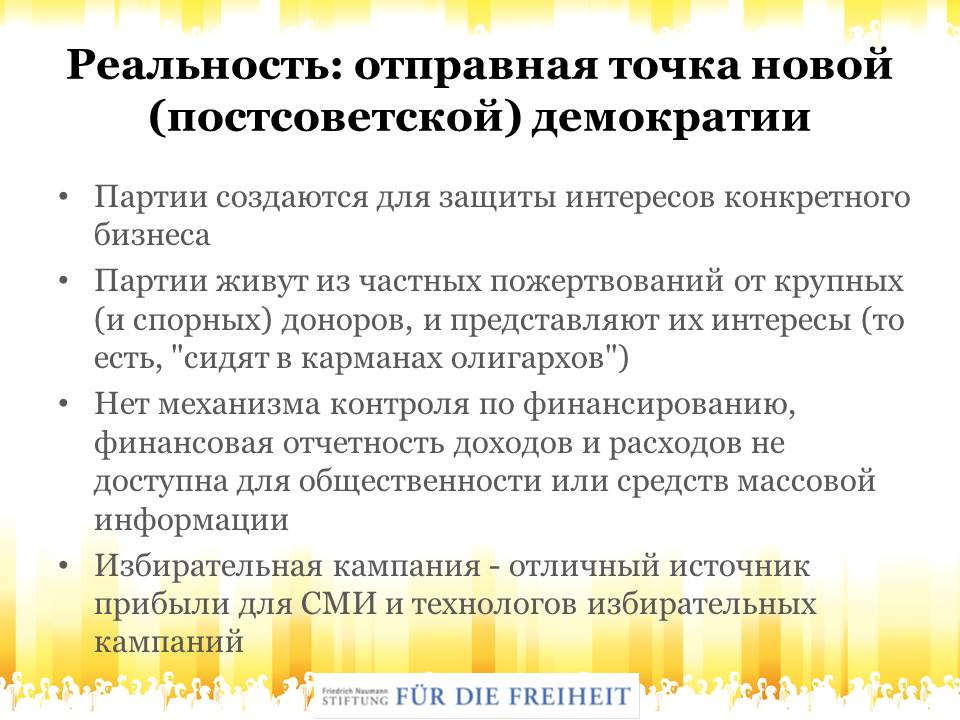 Реальность: отправная точка новой
(постсоветской) демократии
• Партии создаются для защиты интересов конкретного
бизнеса
• Партии живут из частных пожертвований от крупных
(и спорных) доноров, и представляют их интересы (то
есть, "сидят в карманах олигархов")
• Нет механизма контроля по финансированию,
финансовая отчетность доходов и расходов не
доступна для общественности или средств массовой
информации
• Избирательная кампания - отличный источник
прибыли для СМИ и технологов избирательных
кампаний
Friedrich Naumann
STIFTUNG FÜR DIE FREIHEIT